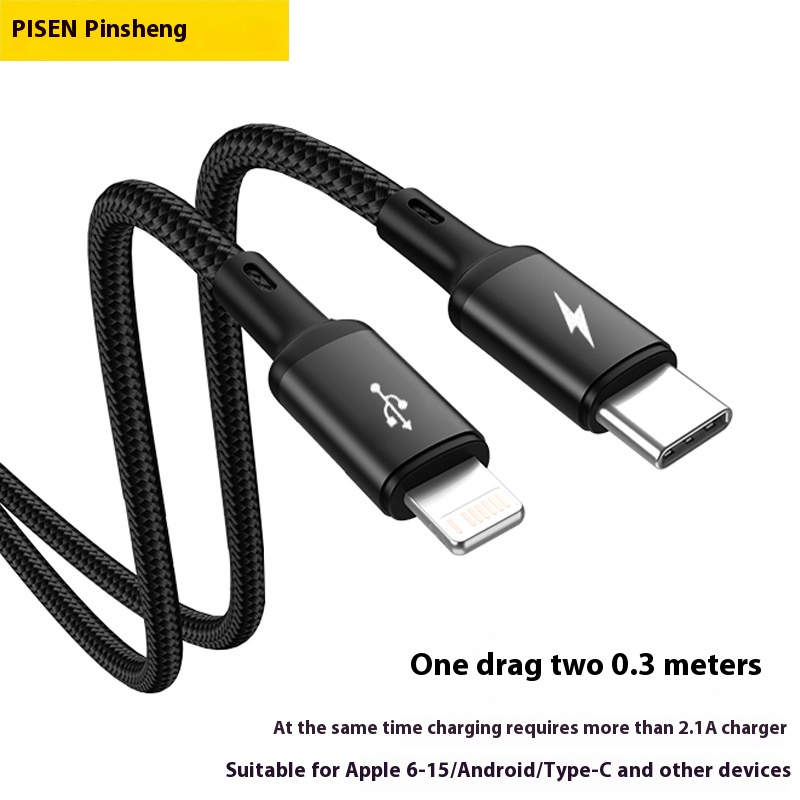 PISEN Pinsheng
One drag two 0.3 meters
At the same time charging requires more than 2.1A charger
Suitable for Apple 6-15/Android/Type-C and other devices